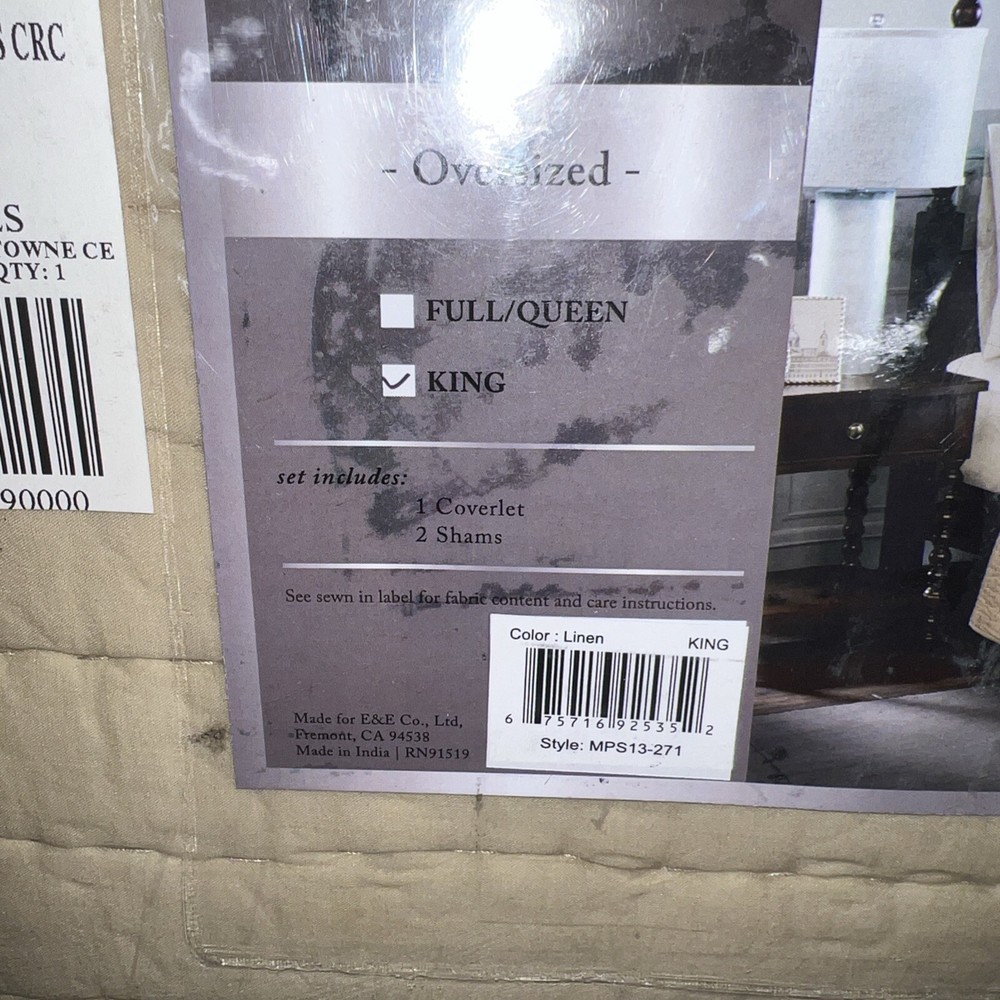 S CRC
LS
TOWNE CE
QTY: 1
90000
- Oversized -
FULL/QUEEN
KING
set includes:
1 Coverlet
2 Shams
See sewn in label for fabric content and care instructions.
Color : Linen KING
6 75716 92535 2
Style: MPS13-271
Made for E&E Co., Ltd,
Fremont, CA 94538
Made in India | RN91519